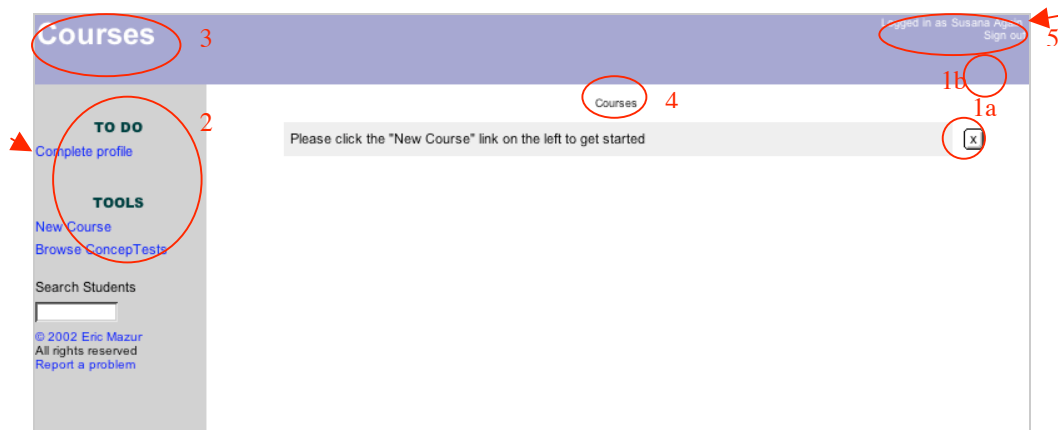 Courses
3
Logged in as Susana Again
Sign out
5
1b
1a
Courses
4
TO DO
2
Complete profile
Please click the "New Course" link on the left to get started
x
TOOLS
New Course
Browse ConcepTests
Search Students
© 2002 Eric Mazur
All rights reserved
Report a problem